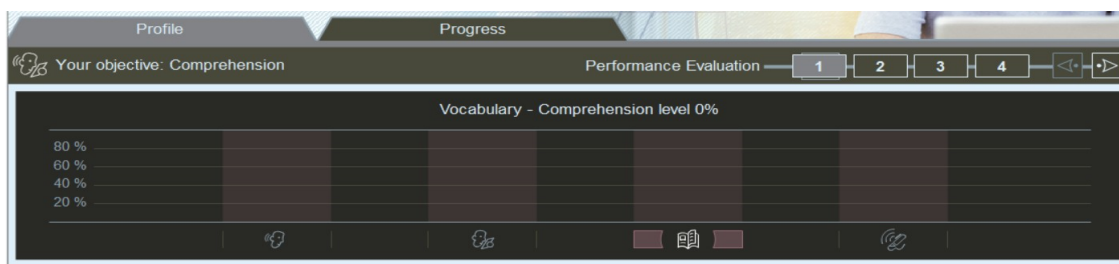 Profile Progress
Your objective: Comprehension Performance Evaluation 1 2 3 4
Vocabulary - Comprehension level 0%
80 %
60 %
40 %
20 %